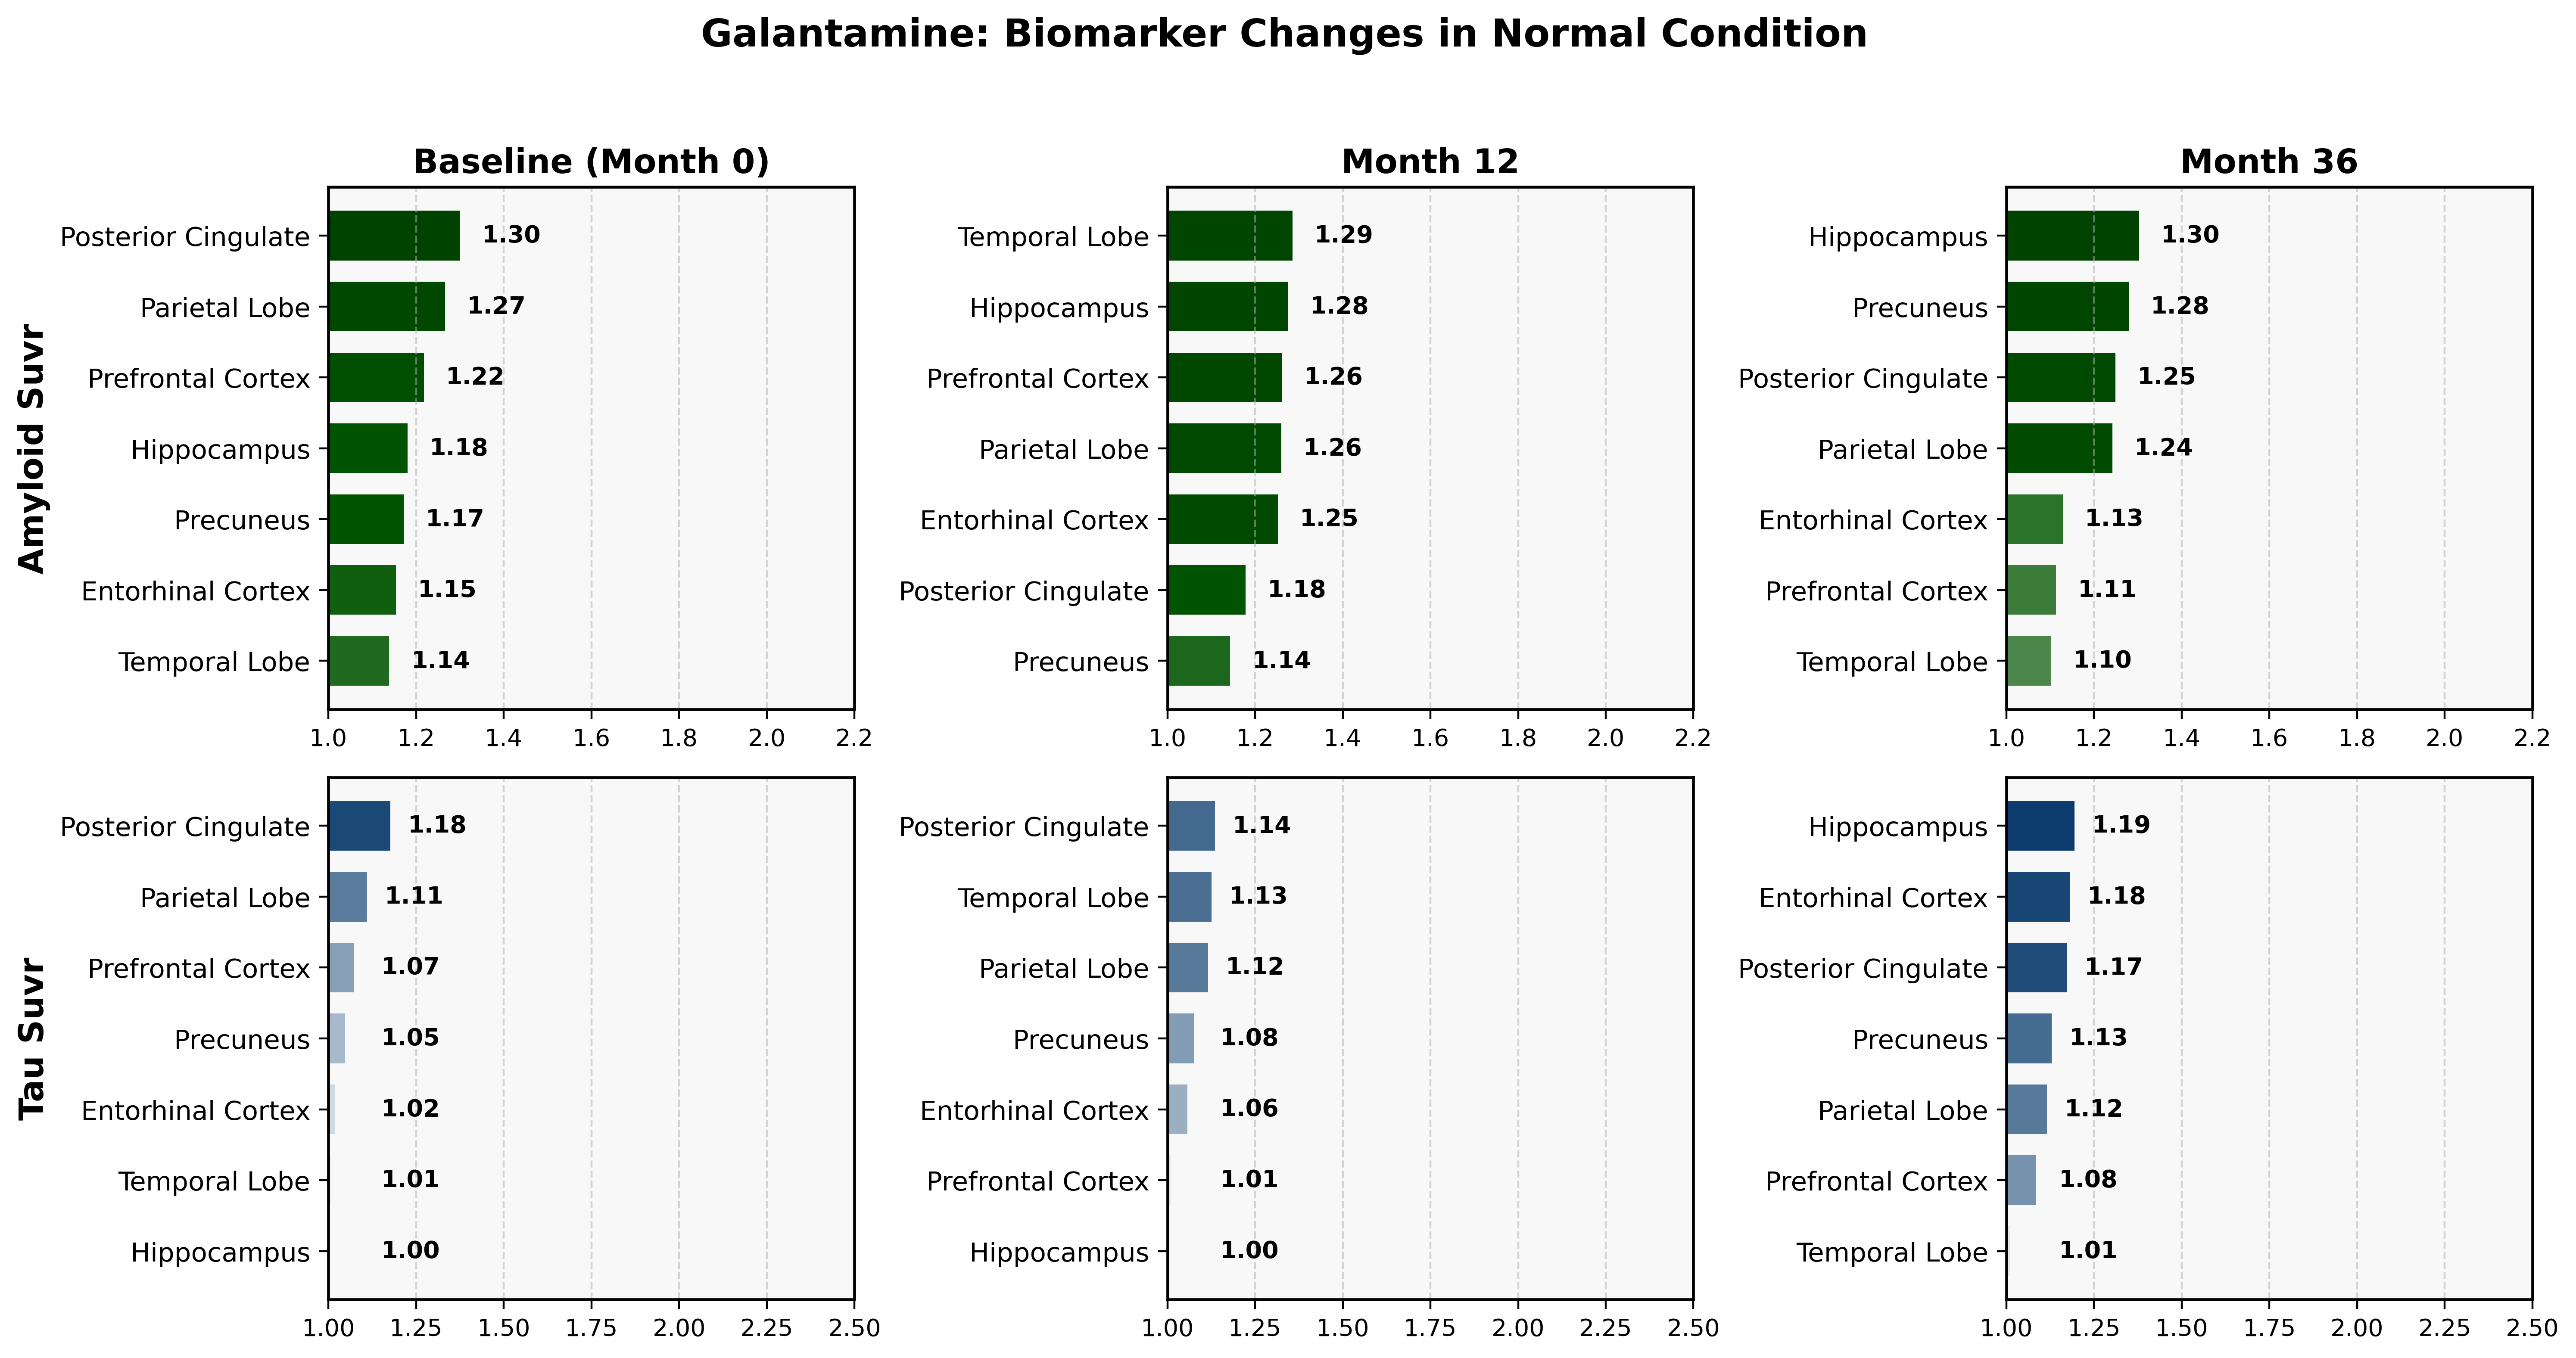 Galantamine: Biomarker Changes in Normal Condition
Amyloid Suvr
Baseline (Month 0)
Posterior Cingulate 1.30
Parietal Lobe 1.27
Prefrontal Cortex 1.22
Hippocampus 1.18
Precuneus 1.17
Entorhinal Cortex 1.15
Temporal Lobe 1.14
1.0 1.2 1.4 1.6 1.8 2.0 2.2
Month 12
Temporal Lobe 1.29
Hippocampus 1.28
Prefrontal Cortex 1.26
Parietal Lobe 1.26
Entorhinal Cortex 1.25
Posterior Cingulate 1.18
Precuneus 1.14
1.0 1.2 1.4 1.6 1.8 2.0 2.2
Month 36
Hippocampus 1.30
Precuneus 1.28
Posterior Cingulate 1.25
Parietal Lobe 1.24
Entorhinal Cortex 1.13
Prefrontal Cortex 1.11
Temporal Lobe 1.10
1.0 1.2 1.4 1.6 1.8 2.0 2.2
Tau Suvr
Posterior Cingulate 1.18
Parietal Lobe 1.11
Prefrontal Cortex 1.07
Precuneus 1.05
Entorhinal Cortex 1.02
Temporal Lobe 1.01
Hippocampus 1.00
1.00 1.25 1.50 1.75 2.00 2.25 2.50
Posterior Cingulate 1.14
Temporal Lobe 1.13
Parietal Lobe 1.12
Precuneus 1.08
Entorhinal Cortex 1.06
Prefrontal Cortex 1.01
Hippocampus 1.00
1.00 1.25 1.50 1.75 2.00 2.25 2.50
Hippocampus 1.19
Entorhinal Cortex 1.18
Posterior Cingulate 1.17
Precuneus 1.13
Parietal Lobe 1.12
Prefrontal Cortex 1.08
Temporal Lobe 1.01
1.00 1.25 1.50 1.75 2.00 2.25 2.50